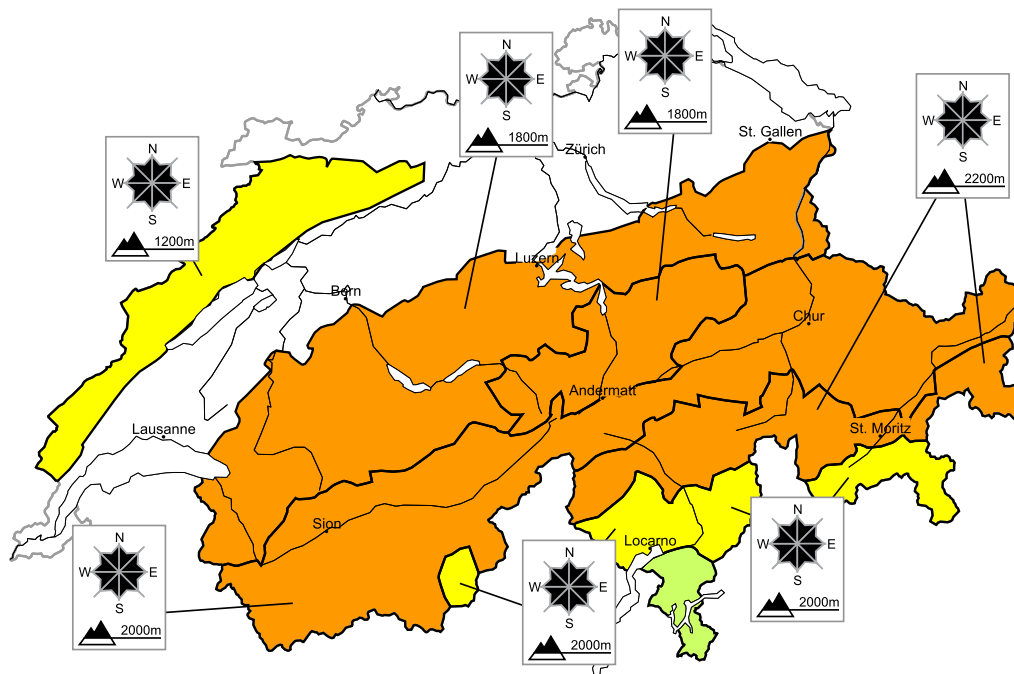 N
W E
S
1800m
N
W E
S
1800m
N
W E
S
2200m
N
W E
S
1200m
St. Gallen
Zürich
Luzern
Bern
Chur
Andermatt
Lausanne
St. Moritz
Sion
Locarno
N
W E
S
2000m
N
W E
S
2000m
N
W E
S
2000m